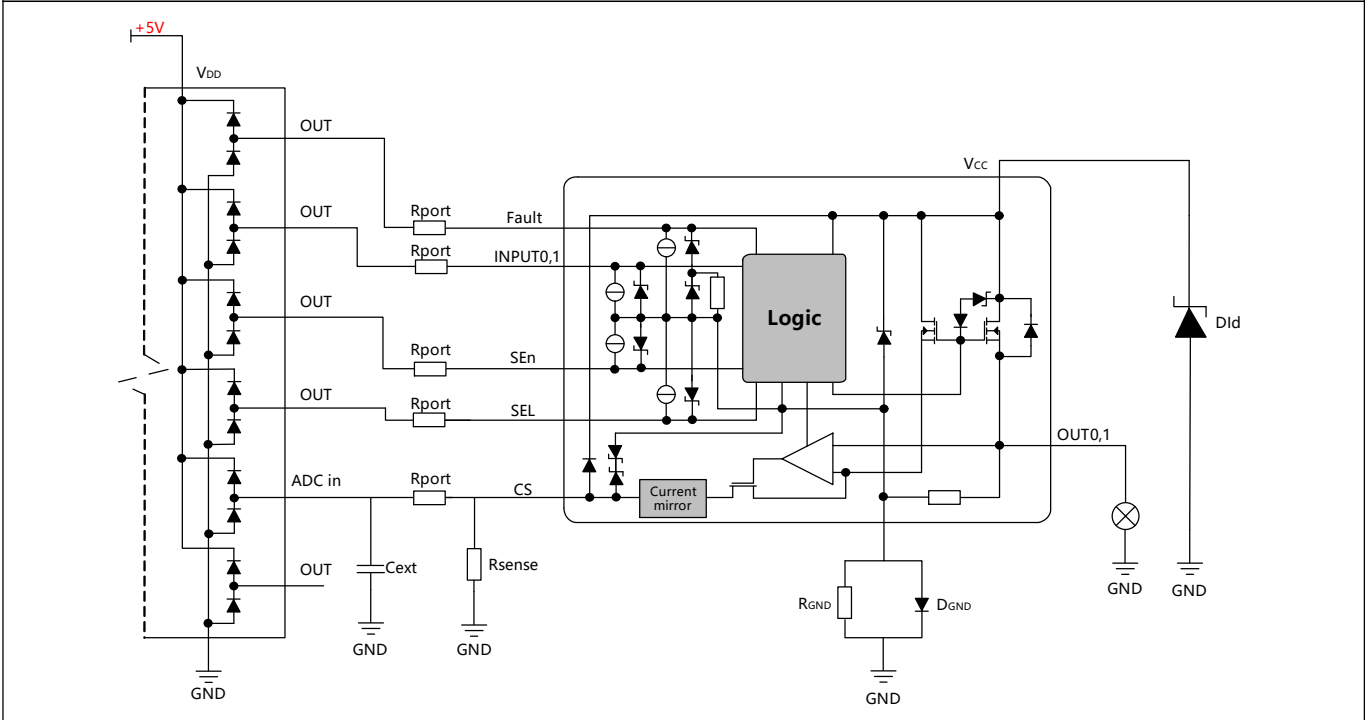 +5V
VDD
OUT
VCC
OUT
Rport
Fault
Rport
INPUT0,1
Logic
DId
OUT
Rport
SEn
OUT
Rport
SEL
OUT0,1
ADC in
Rport
CS
Current
mirror
OUT
Cext
Rsense
RGND
DGND
GND
GND
GND
GND
GND
GND